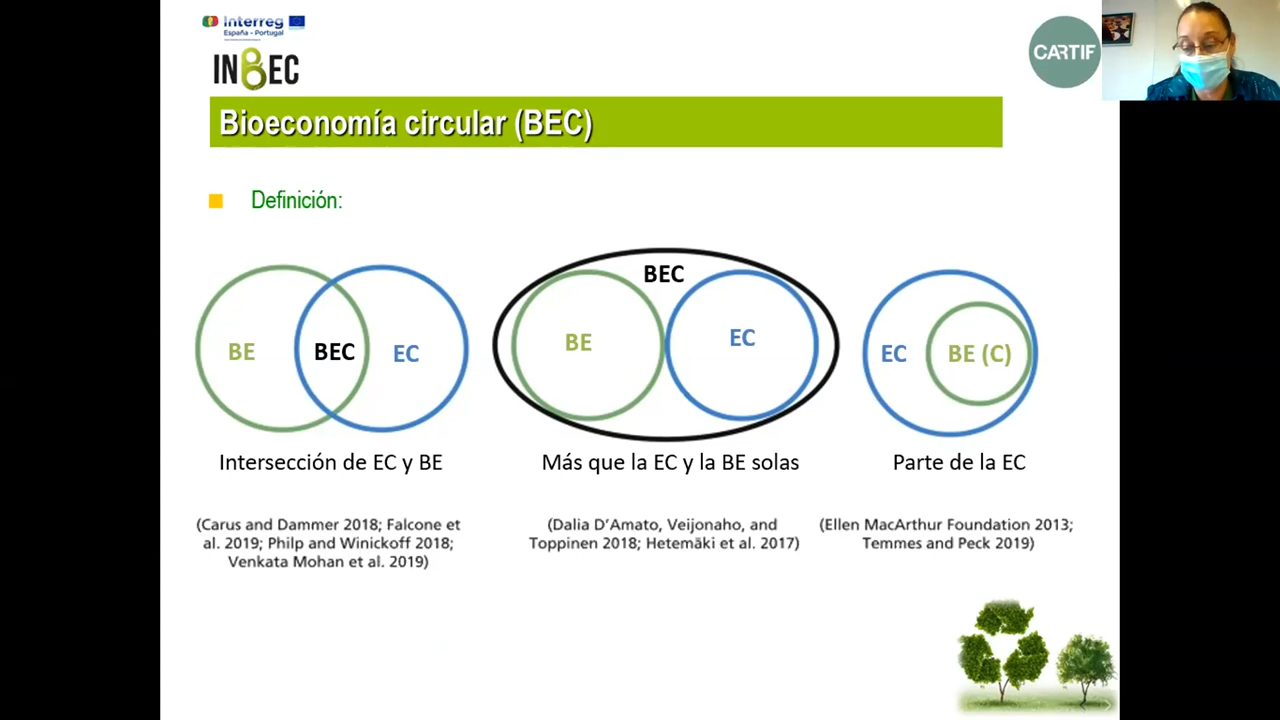 Interreg
España - Portugal
INBEC
CARTIF
Bioeconomía circular (BEC)
Definición:
BE
BEC
EC
BEC
BE
EC
EC
BE (C)
Intersección de EC y BE
Más que la EC y la BE solas
Parte de la EC
(Carus and Dammer 2018; Falcone et
al. 2019; Philp and Winickoff 2018;
Venkata Mohan et al. 2019)
(Dalia D'Amato, Veijonaho, and
Toppinen 2018; Hetemäki et al. 2017)
(Ellen MacArthur Foundation 2013;
Temmes and Peck 2019)